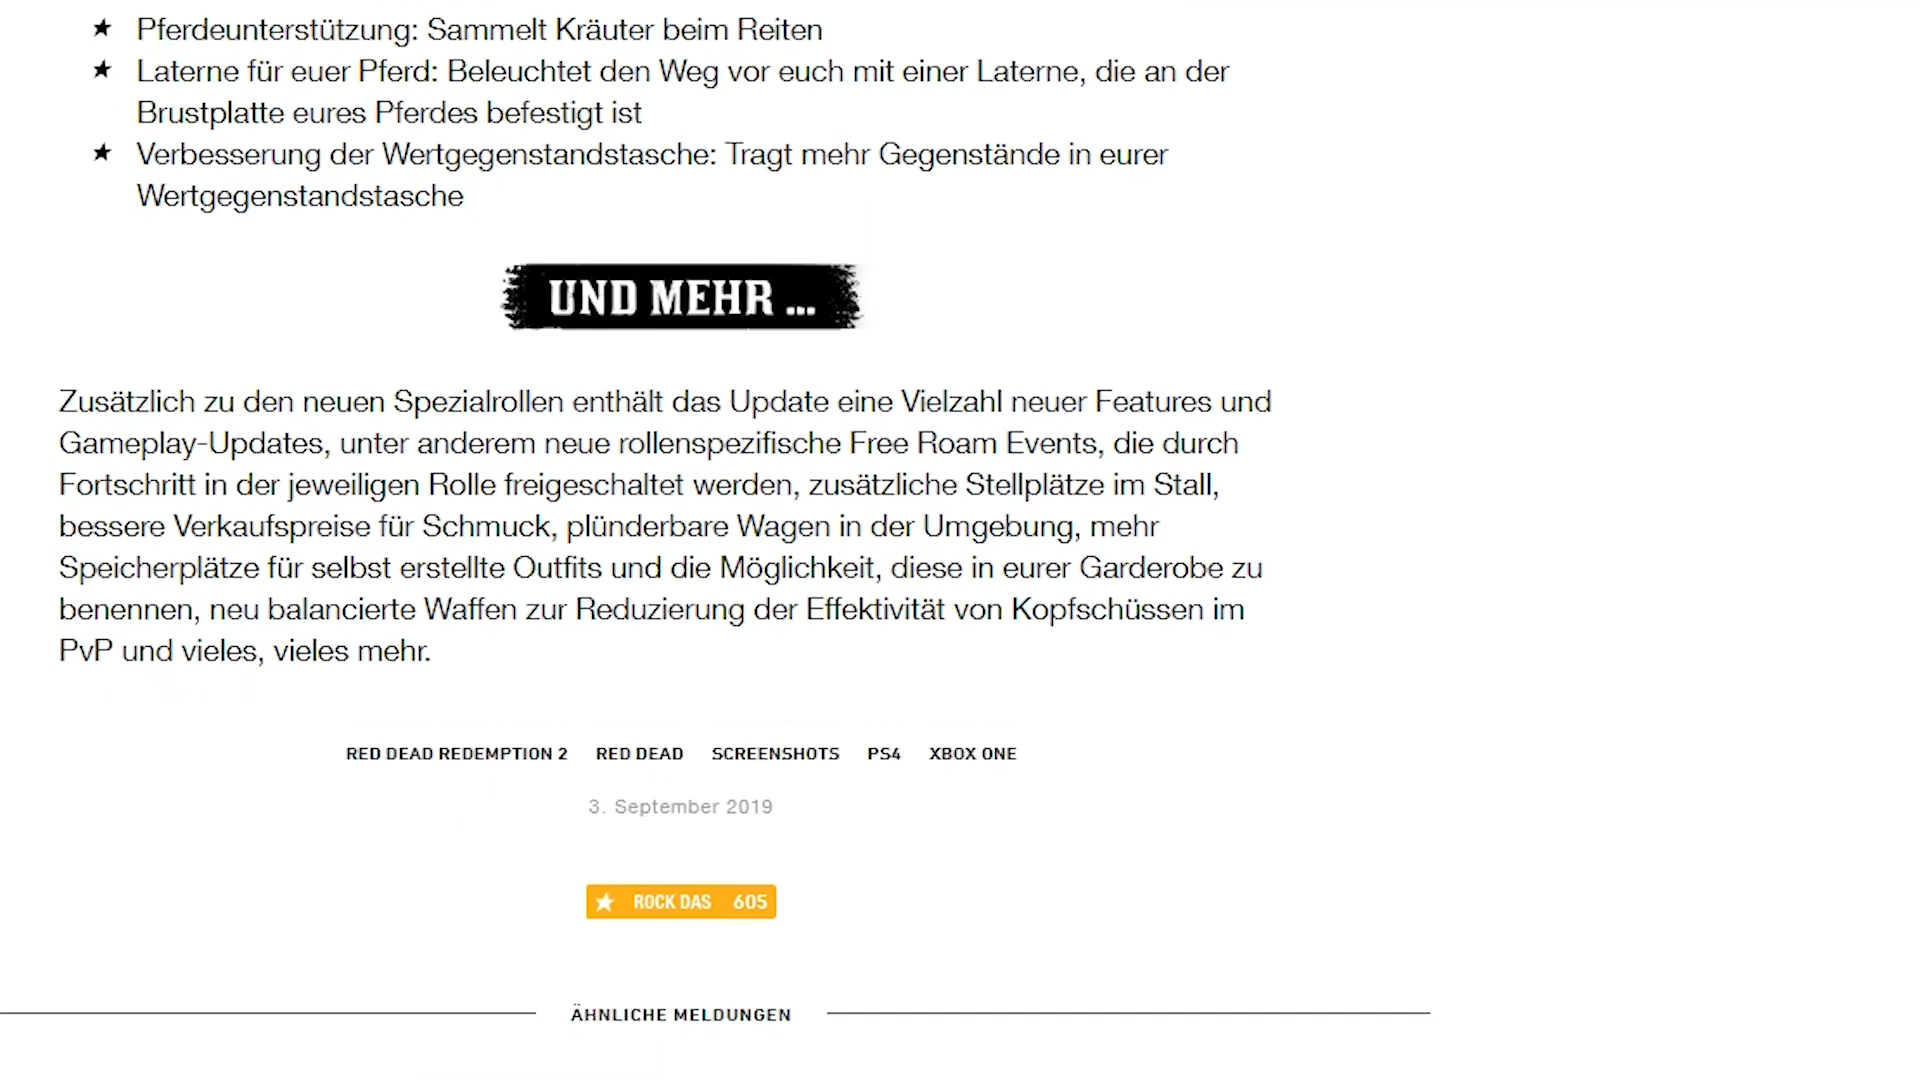 Pferdeunterstützung: Sammelt Kräuter beim Reiten
Laterne für euer Pferd: Beleuchtet den Weg vor euch mit einer Laterne, die an der
Brustplatte eures Pferdes befestigt ist
Verbesserung der Wertgegenstandstasche: Tragt mehr Gegenstände in eurer
Wertgegenstandstasche
UND MEHR ...
Zusätzlich zu den neuen Spezialrollen enthält das Update eine Vielzahl neuer Features und
Gameplay-Updates, unter anderem neue rollenspezifische Free Roam Events, die durch
Fortschritt in der jeweiligen Rolle freigeschaltet werden, zusätzliche Stellplätze im Stall,
bessere Verkaufspreise für Schmuck, plünderbare Wagen in der Umgebung, mehr
Speicherplätze für selbst erstellte Outfits und die Möglichkeit, diese in eurer Garderobe zu
benennen, neu balancierte Waffen zur Reduzierung der Effektivität von Kopfschüssen im
PvP und vieles, vieles mehr.
RED DEAD REDEMPTION 2 RED DEAD SCREENSHOTS PS4 XBOX ONE
3. September 2019
ROCK DAS 605
ÄHNLICHE MELDUNGEN